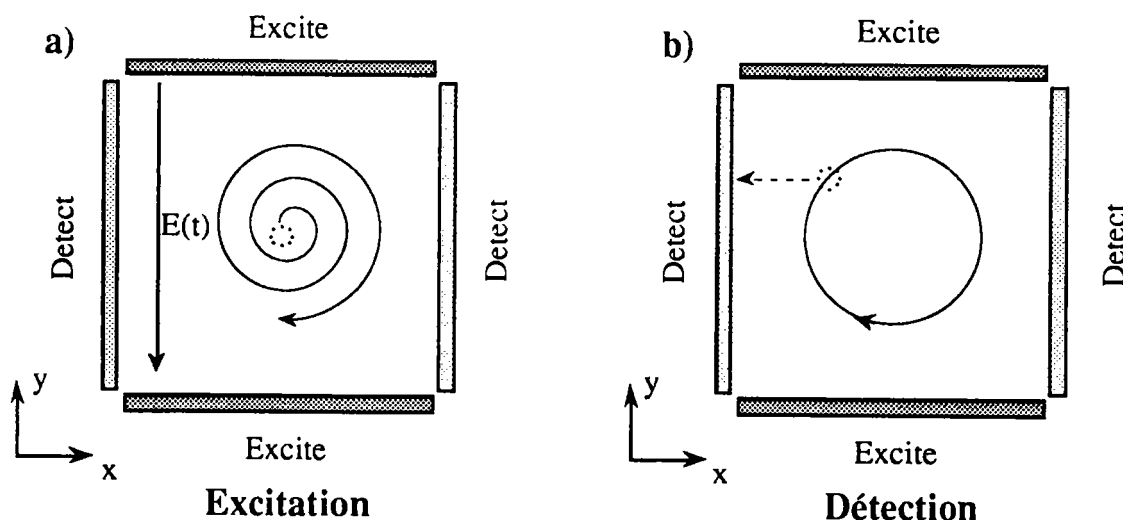 a)
Excite
Detect
E(t)
Detect
y
x
Excite
Excitation
b)
Excite
Detect
Detect
y
x
Excite
Détection